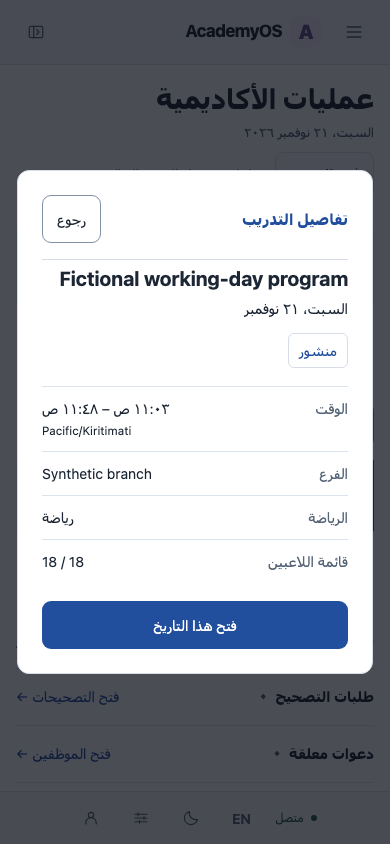 AcademyOS A
عمليات الأكاديمية
السبت، ٢١ نوفمبر ٢٠٢٦
تفاصيل التدريب
رجوع
Fictional working-day program
السبت، ٢١ نوفمبر
منشور
الوقت
١١:٠٣ ص – ١١:٤٨ ص
Pacific/Kiritimati
الفرع
Synthetic branch
الرياضة
رياضة
قائمة اللاعبين
18 / 18
فتح هذا التاريخ
طلبات التصحيح
فتح التصحيحات ←
دعوات معلقة
فتح الموظفين ←
متصل
EN